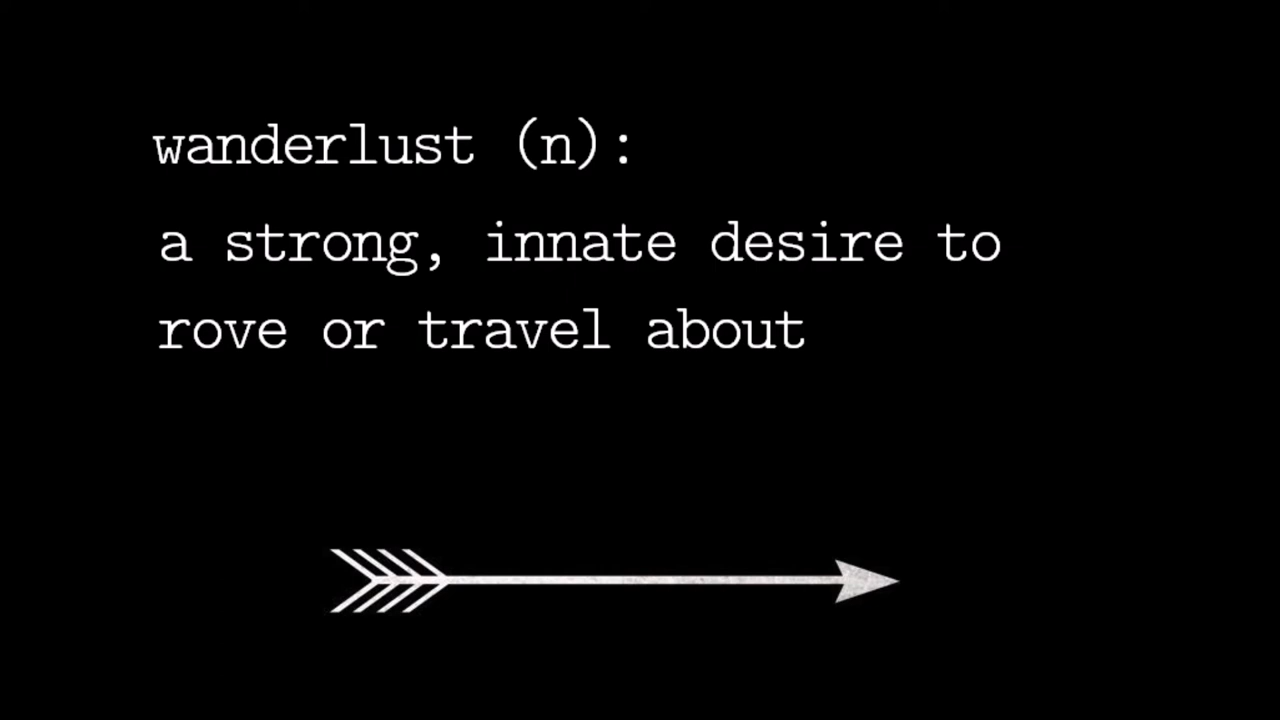 wanderlust (n):
a strong, innate desire to
rove or travel about